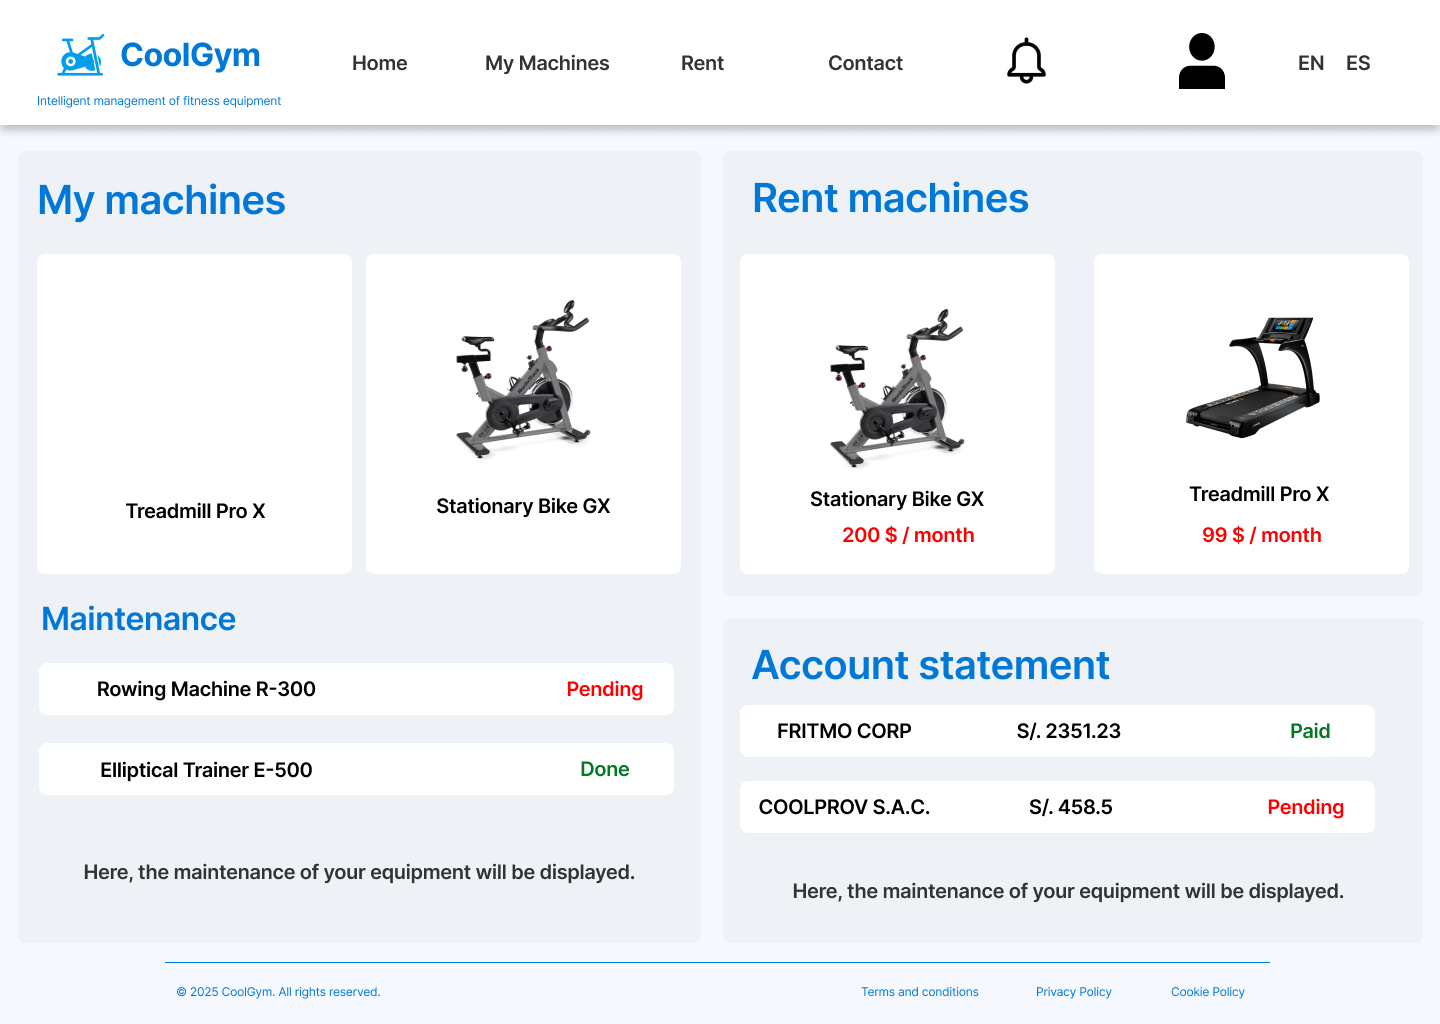 CoolGym
Intelligent management of fitness equipment
Home
My Machines
Rent
Contact
EN
ES
My machines
Treadmill Pro X
Stationary Bike GX
Maintenance
Rowing Machine R-300
Pending
Elliptical Trainer E-500
Done
Here, the maintenance of your equipment will be displayed.
Rent machines
Stationary Bike GX
200 $ / month
Treadmill Pro X
99 $ / month
Account statement
FRITMO CORP
S/. 2351.23
Paid
COOLPROV S.A.C.
S/. 458.5
Pending
Here, the maintenance of your equipment will be displayed.
© 2025 CoolGym. All rights reserved.
Terms and conditions
Privacy Policy
Cookie Policy